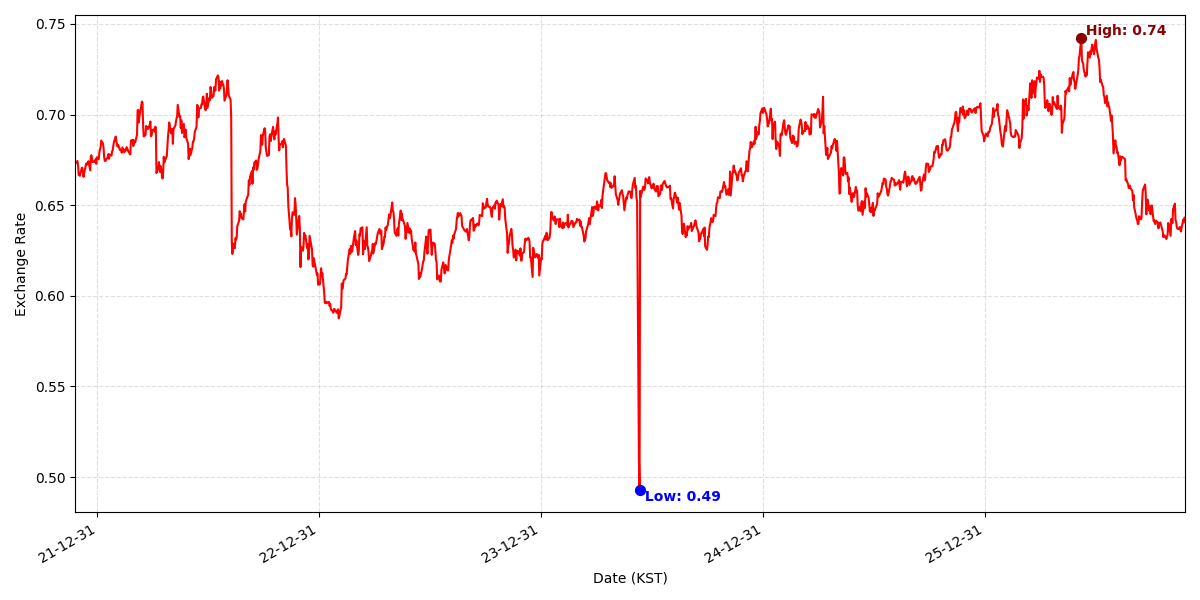 0.75
High: 0.74
0.70
0.65
0.60
0.55
0.50
Low: 0.49
Exchange Rate
21-12-31
22-12-31
23-12-31
24-12-31
25-12-31
Date (KST)